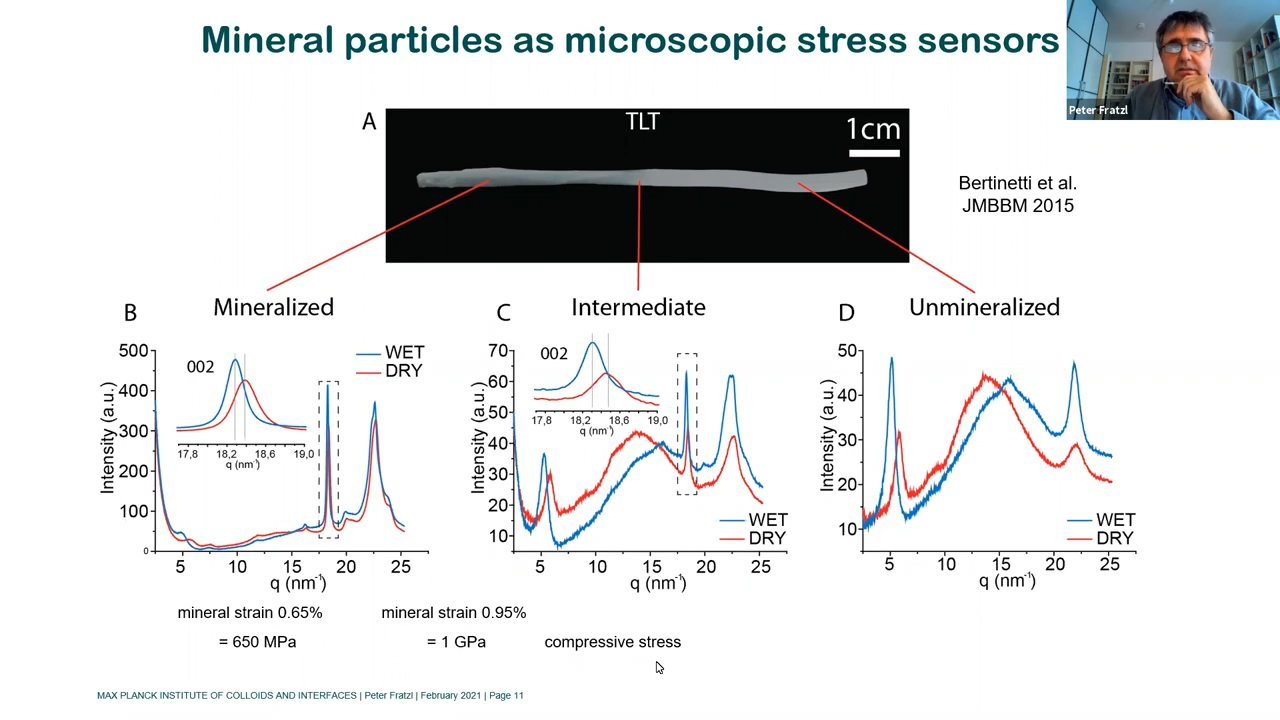 Mineral particles as microscopic stress sensors
Peter Fratzl
A
TLT
1cm
Bertinetti et al.
JMBBM 2015
B
Mineralized
C
Intermediate
D
Unmineralized
500
400
300
200
100
0
Intensity (a.u.)
002
17,8 18,2 18,6 19,0
q (nm⁻¹)
WET
DRY
5 10 15 20 25
q (nm⁻¹)
70
60
50
40
30
20
10
Intensity (a.u.)
002
17,8 18,2 18,6 19,0
q (nm⁻¹)
WET
DRY
5 10 15 20 25
q (nm⁻¹)
50
40
30
20
10
Intensity (a.u.)
WET
DRY
5 10 15 20 25
q (nm⁻¹)
mineral strain 0.65%
= 650 MPa
mineral strain 0.95%
= 1 GPa
compressive stress
MAX PLANCK INSTITUTE OF COLLOIDS AND INTERFACES | Peter Fratzl | February 2021 | Page 11